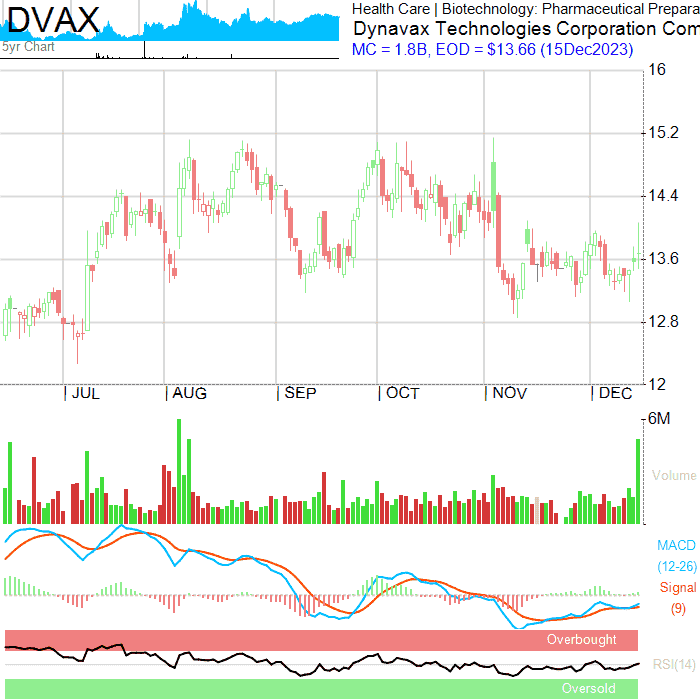 DVAX
5yr Chart
Health Care | Biotechnology: Pharmaceutical Prepara
Dynavax Technologies Corporation Com
MC = 1.8B, EOD = $13.66 (15Dec2023)
16
15.2
14.4
13.6
12.8
12
| JUL | AUG | SEP | OCT | NOV | DEC
6M
Volume
MACD
(12-26)
Signal
(9)
Overbought
RSI(14)
Oversold